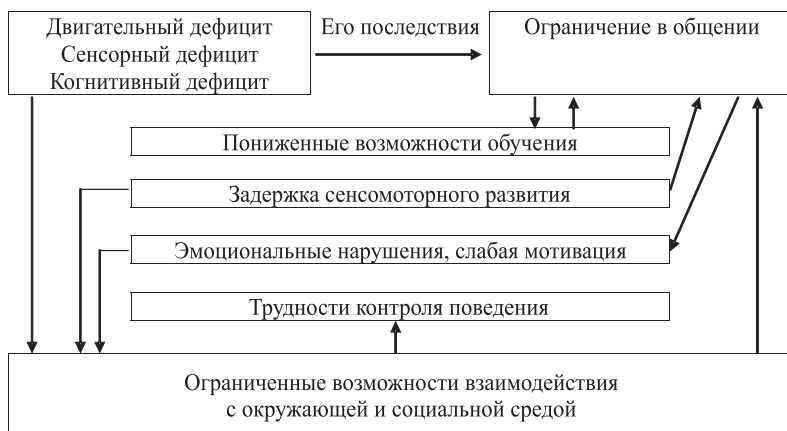 Двигательный дефицит
Сенсорный дефицит
Когнитивный дефицит
Его последствия
Ограничение в общении
Пониженные возможности обучения
Задержка сенсомоторного развития
Эмоциональные нарушения, слабая мотивация
Трудности контроля поведения
Ограниченные возможности взаимодействия
с окружающей и социальной средой